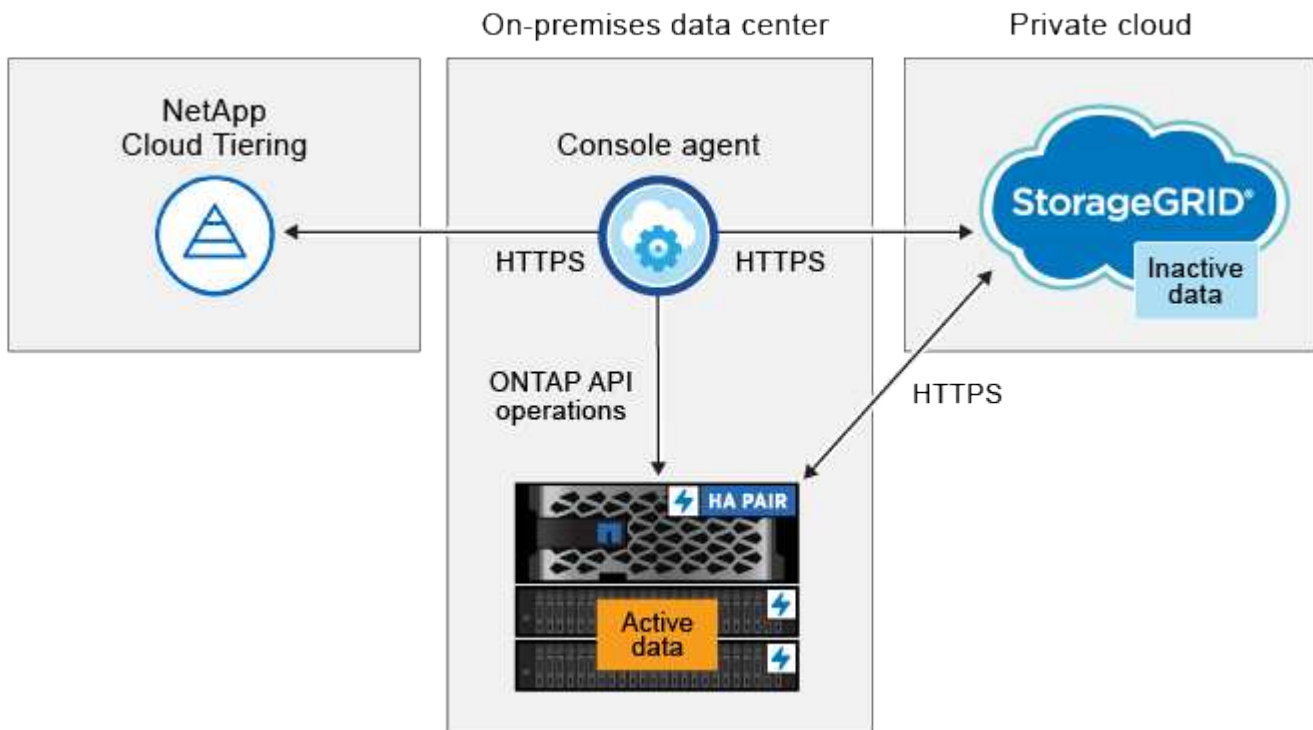 On-premises data center
Private cloud
NetApp
Cloud Tiering
Console agent
StorageGRID®
Inactive
data
HTTPS
HTTPS
ONTAP API
operations
HTTPS
HA PAIR
Active
data